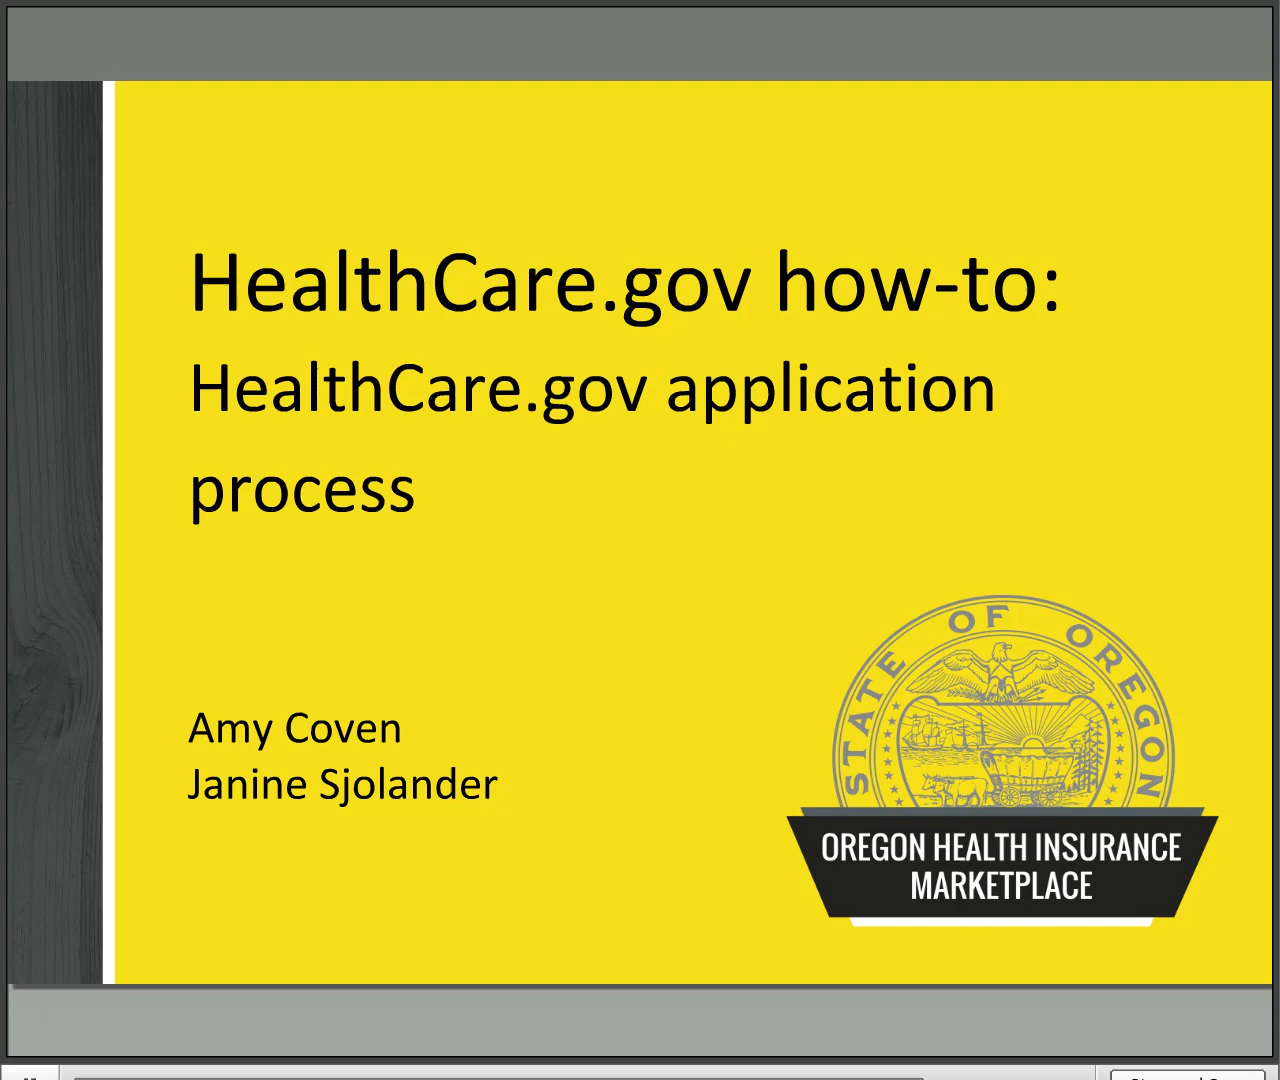 HealthCare.gov how-to:
HealthCare.gov application
process
Amy Coven
Janine Sjolander
STATE OF OREGON
OREGON HEALTH INSURANCE
MARKETPLACE